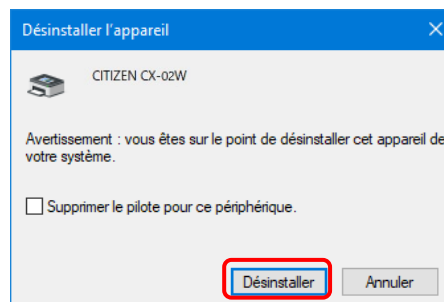 Désinstaller l'appareil
CITIZEN CX-02W
Avertissement : vous êtes sur le point de désinstaller cet appareil de
votre système.
Supprimer le pilote pour ce périphérique.
Désinstaller
Annuler